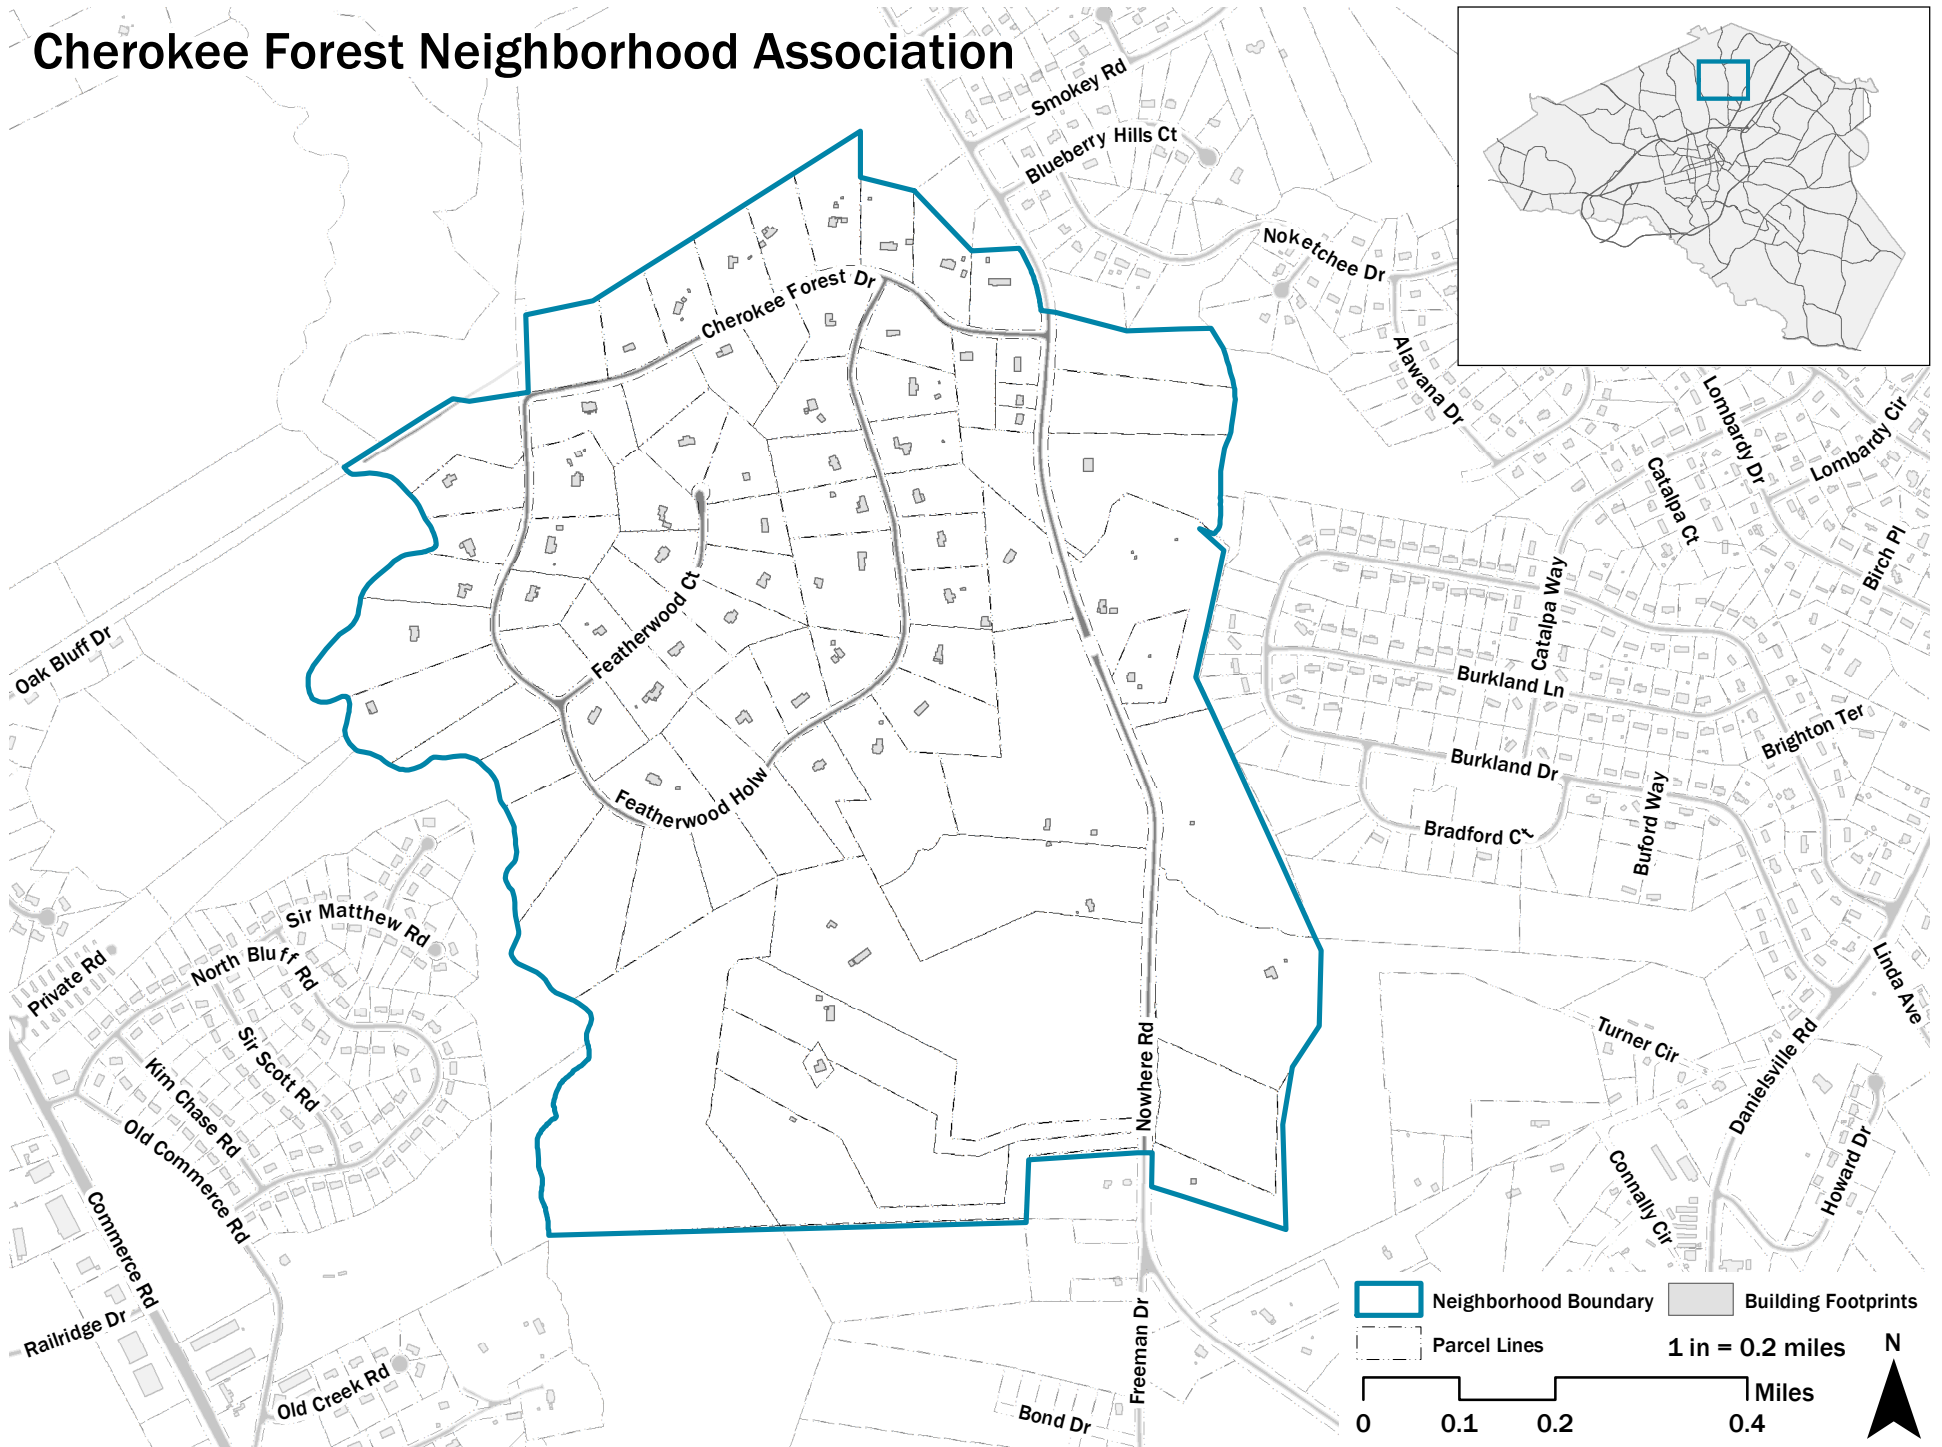 Cherokee Forest Neighborhood Association
Smokey Rd
Blueberry Hills Ct
Noketchee Dr
Cherokee Forest Dr
Alawana Dr
Lombardy Dr
Lombardy Cir
Catalpa Ct
Birch Pl
Catalpa Way
Featherwood Ct
Oak Bluff Dr
Burkland Ln
Brighton Ter
Burkland Dr
Featherwood Holw
Bradford Ct
Buford Way
Sir Matthew Rd
North Bluff Rd
Private Rd
Linda Ave
Sir Scott Rd
Kim Chase Rd
Turner Cir
Danielsville Rd
Nowhere Rd
Old Commerce Rd
Howard Dr
Connally Cir
Commerce Rd
Railridge Dr
Freeman Dr
Old Creek Rd
Bond Dr
Neighborhood Boundary
Building Footprints
Parcel Lines
1 in = 0.2 miles
N
Miles
0 0.1 0.2 0.4